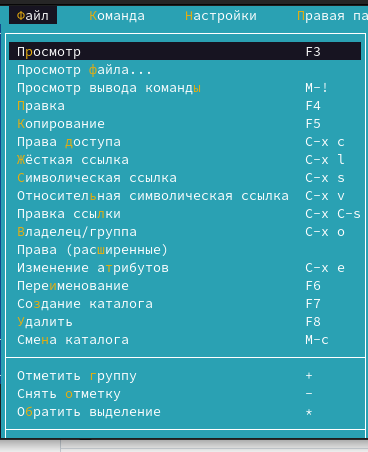 Файл Команда Настройки Правая па
Просмотр F3
Просмотр файла...
Просмотр вывода команды M-!
Правка F4
Копирование F5
Права доступа C-x c
Жёсткая ссылка C-x l
Символическая ссылка C-x s
Относительная символическая ссылка C-x v
Правка ссылки C-x C-s
Владелец/группа C-x o
Права (расширенные)
Изменение атрибутов C-x e
Переименование F6
Создание каталога F7
Удалить F8
Смена каталога M-c
Отметить группу +
Снять отметку -
Обратить выделение *